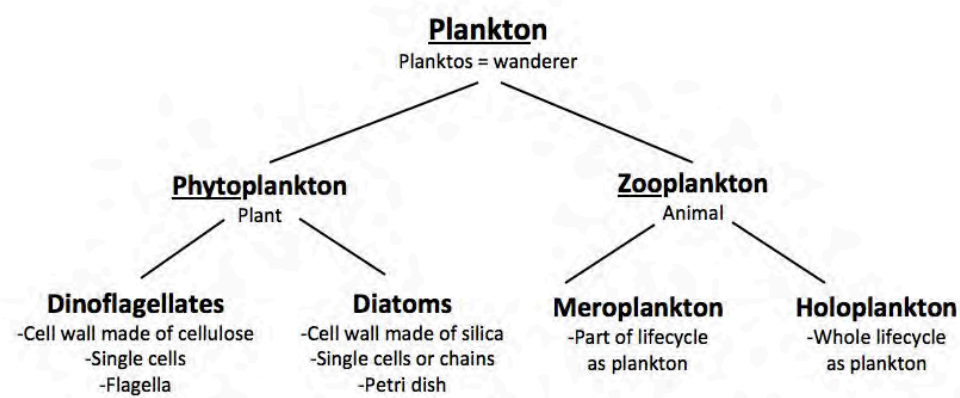 Plankton
Planktos = wanderer
Phytoplankton
Plant
Zooplankton
Animal
Dinoflagellates
-Cell wall made of cellulose
-Single cells
-Flagella
Diatoms
-Cell wall made of silica
-Single cells or chains
-Petri dish
Meroplankton
-Part of lifecycle
as plankton
Holoplankton
-Whole lifecycle
as plankton